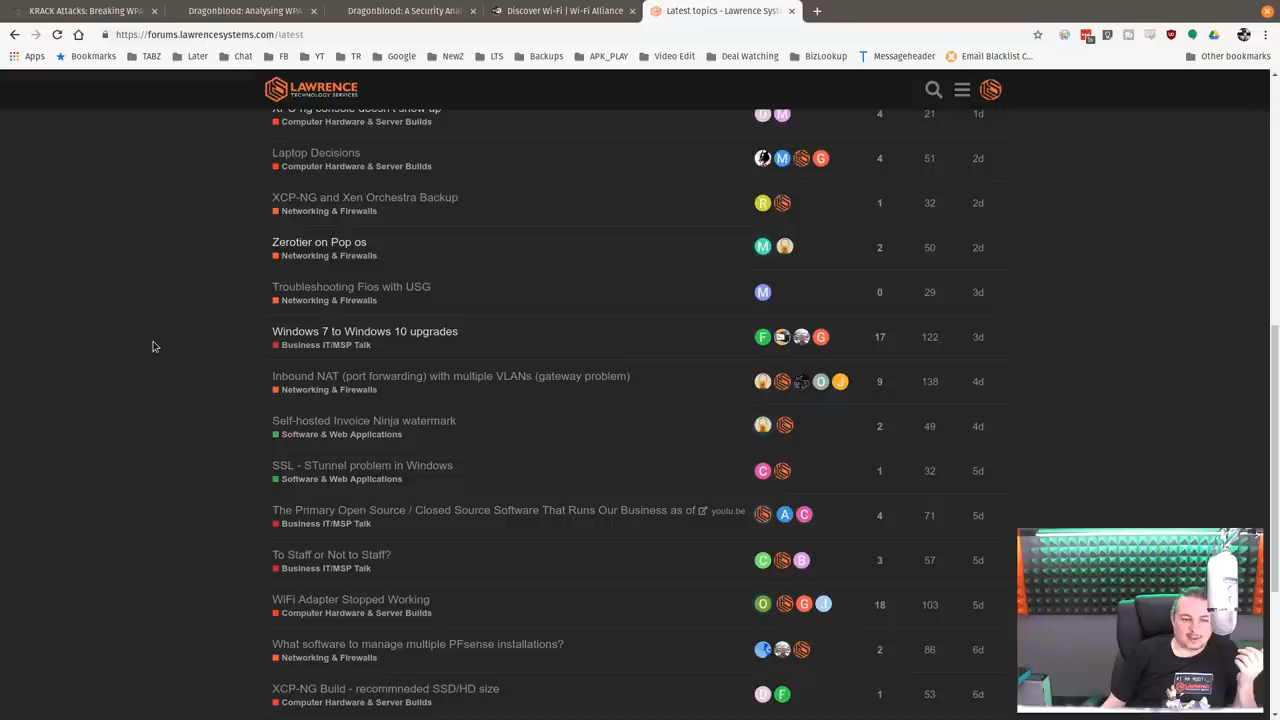 KRACK Attacks: Breaking WPA
Dragonblood: Analysing WPA
Dragonblood: A Security Ana
Discover Wi-Fi | Wi-Fi Alliance
Latest topics - Lawrence Syst
https://forums.lawrencesystems.com/latest
Apps Bookmarks TABZ Later Chat FB YT TR Google NewZ LTS Backups APK_PLAY Video Edit Deal Watching BizLookup Messageheader Email Blacklist C... Other bookmarks
LAWRENCE
TECHNOLOGY SERVICES
XPG-ng console doesn't show up
D M 4 21 1d
Computer Hardware & Server Builds
Laptop Decisions
M G 4 51 2d
Computer Hardware & Server Builds
XCP-NG and Xen Orchestra Backup
R 1 32 2d
Networking & Firewalls
Zerotier on Pop os
M 2 50 2d
Networking & Firewalls
Troubleshooting Fios with USG
M 0 29 3d
Networking & Firewalls
Windows 7 to Windows 10 upgrades
F G 17 122 3d
Business IT/MSP Talk
Inbound NAT (port forwarding) with multiple VLANs (gateway problem)
O J 9 138 4d
Networking & Firewalls
Self-hosted Invoice Ninja watermark
2 49 4d
Software & Web Applications
SSL - STunnel problem in Windows
C 1 32 5d
Software & Web Applications
The Primary Open Source / Closed Source Software That Runs Our Business as of youtu.be
A C 4 71 5d
Business IT/MSP Talk
To Staff or Not to Staff?
C B 3 57 5d
Business IT/MSP Talk
WiFi Adapter Stopped Working
O G J 18 103 5d
Computer Hardware & Server Builds
What software to manage multiple PFsense installations?
2 86 6d
Networking & Firewalls
XCP-NG Build - recommneded SSD/HD size
D F 1 53 6d
Computer Hardware & Server Builds
LAWRENCE